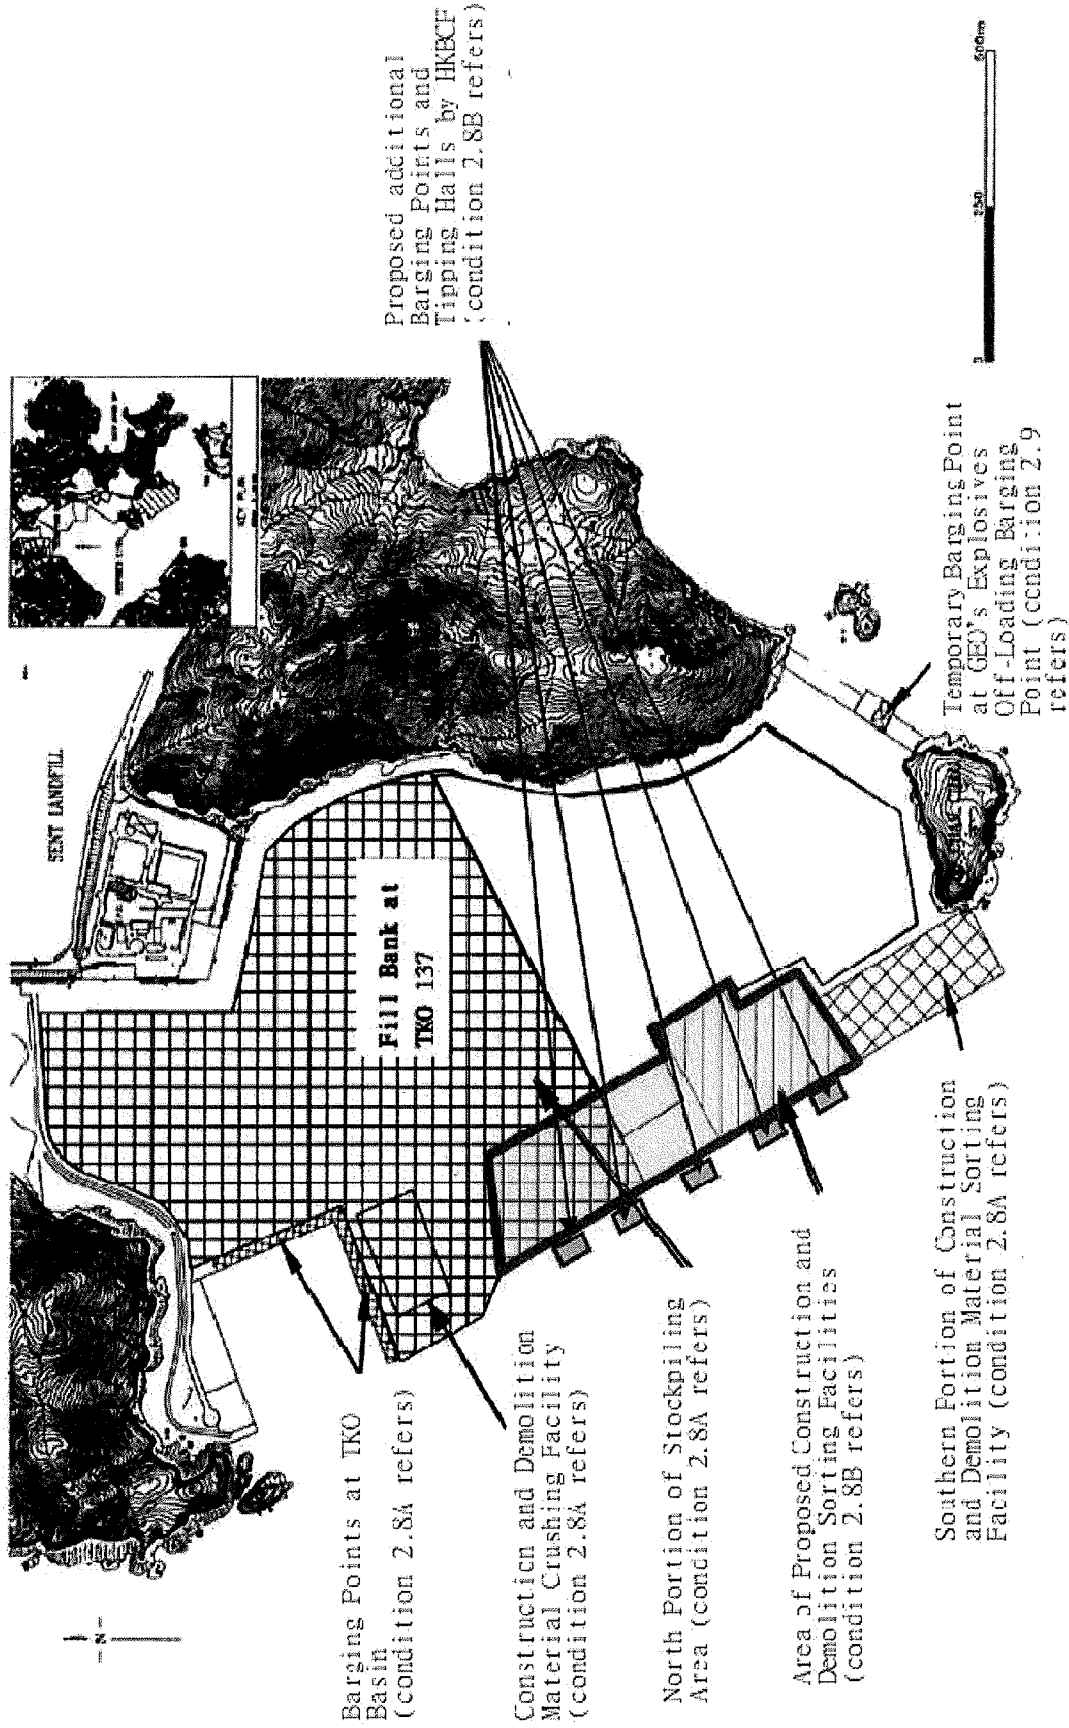 SENT LANDFILL
KEY PLAN
Proposed additional
Barging Points and
Tipping Halls by HKBCF
(condition 2.8B refers)
Fill Bank at
TKO 137
Barging Points at TKO
Basin
(condition 2.8A refers)
Construction and Demolition
Material Crushing Facility
(condition 2.8A refers)
North Portion of Stockpiling
Area (condition 2.8A refers)
Area of Proposed Construction and
Demolition Sorting Facilities
(condition 2.8B refers)
Southern Portion of Construction
and Demolition Material Sorting
Facility (condition 2.8A refers)
Temporary Barging Point
at GEO's Explosives
Off-Loading Barging
Point (condition 2.9
refers)
0 250 500m
N